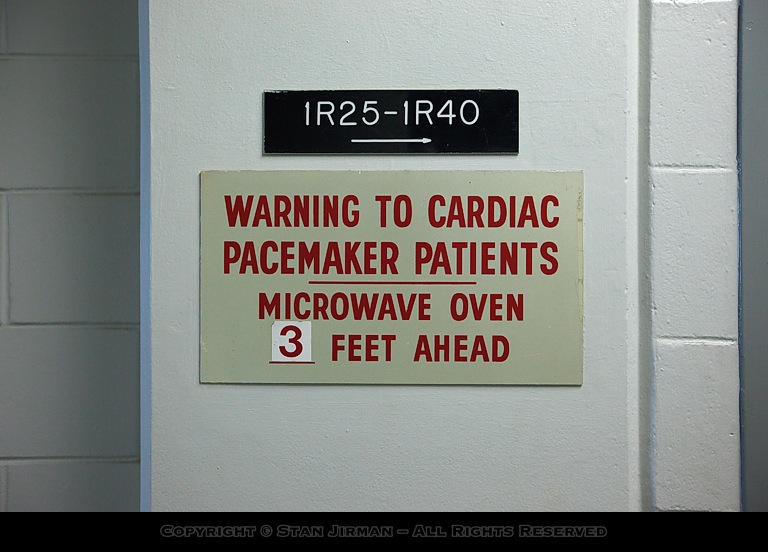 1R25-1R40
WARNING TO CARDIAC
PACEMAKER PATIENTS
MICROWAVE OVEN
3 FEET AHEAD
Copyright © Stan Jirman – All Rights Reserved